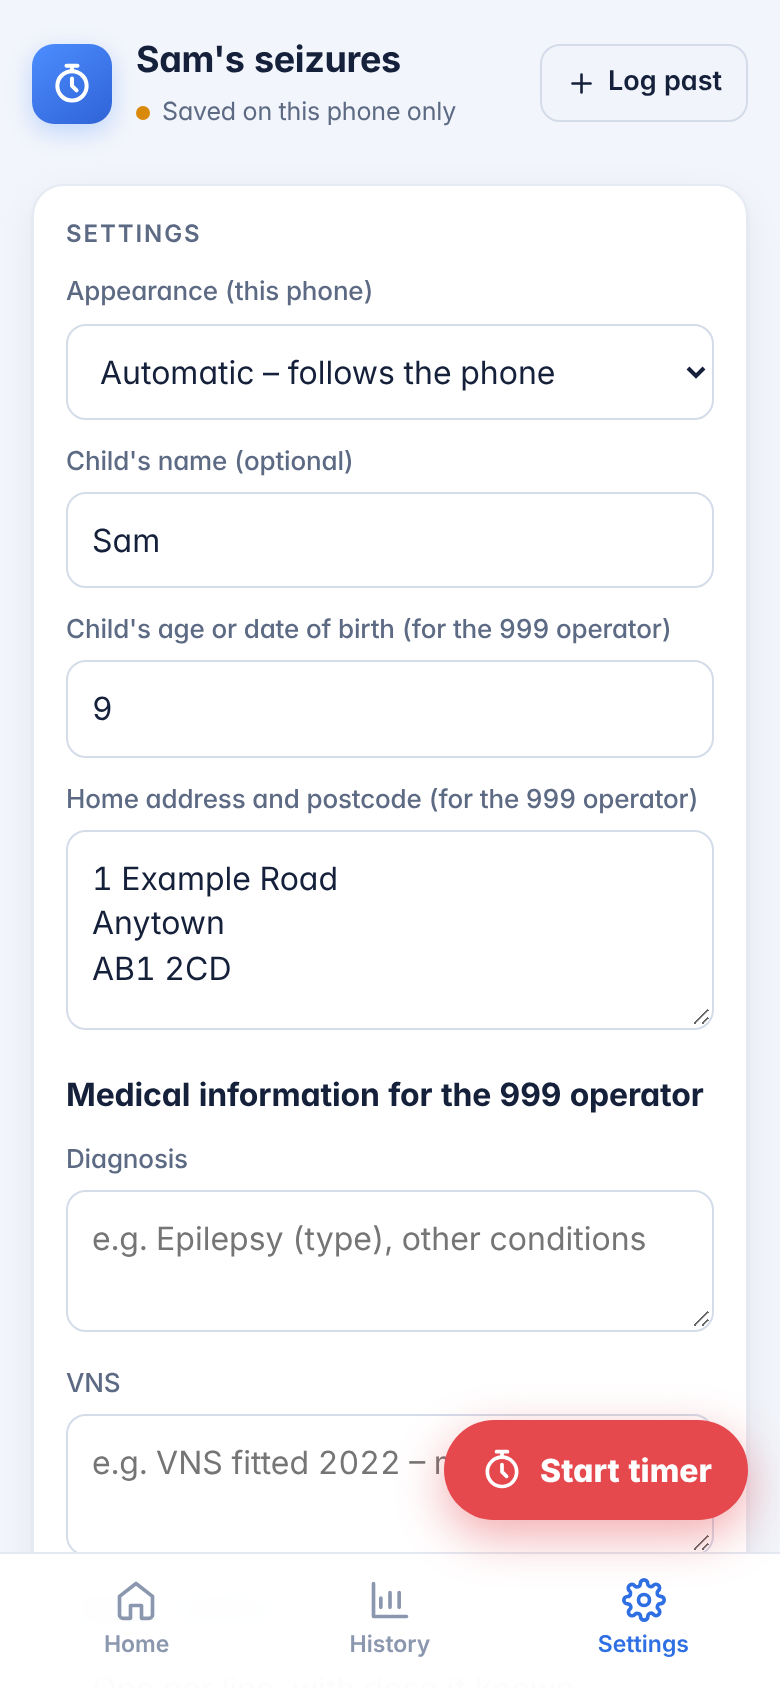 Sam's seizures
Saved on this phone only
+ Log past
SETTINGS
Appearance (this phone)
Automatic – follows the phone
Child's name (optional)
Sam
Child's age or date of birth (for the 999 operator)
9
Home address and postcode (for the 999 operator)
1 Example Road
Anytown
AB1 2CD
Medical information for the 999 operator
Diagnosis
e.g. Epilepsy (type), other conditions
VNS
e.g. VNS fitted 2022 –
Start timer
Home
History
Settings